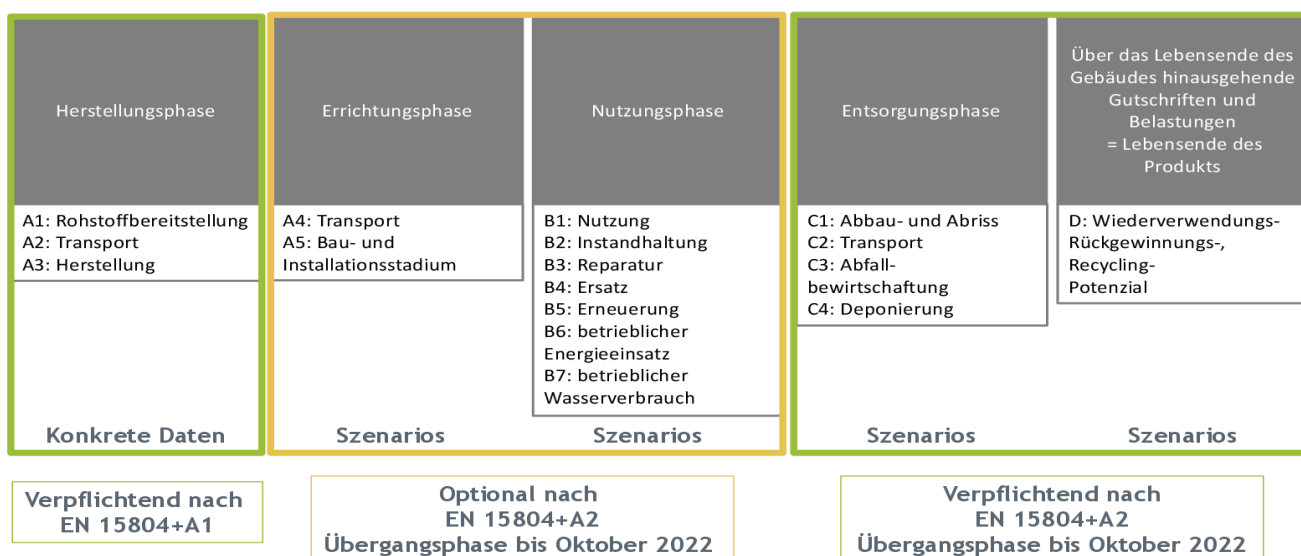 Herstellungsphase
A1: Rohstoffbereitstellung
A2: Transport
A3: Herstellung
Konkrete Daten
Errichtungsphase
A4: Transport
A5: Bau- und
Installationsstadium
Szenarios
Nutzungsphase
B1: Nutzung
B2: Instandhaltung
B3: Reparatur
B4: Ersatz
B5: Erneuerung
B6: betrieblicher
Energieeinsatz
B7: betrieblicher
Wasserverbrauch
Szenarios
Entsorgungsphase
C1: Abbau- und Abriss
C2: Transport
C3: Abfall-
bewirtschaftung
C4: Deponierung
Szenarios
Über das Lebensende des
Gebäudes hinausgehende
Gutschriften und
Belastungen
= Lebensende des
Produkts
D: Wiederverwendungs-
Rückgewinnungs-,
Recycling-
Potenzial
Szenarios
Verpflichtend nach
EN 15804+A1
Optional nach
EN 15804+A2
Übergangsphase bis Oktober 2022
Verpflichtend nach
EN 15804+A2
Übergangsphase bis Oktober 2022